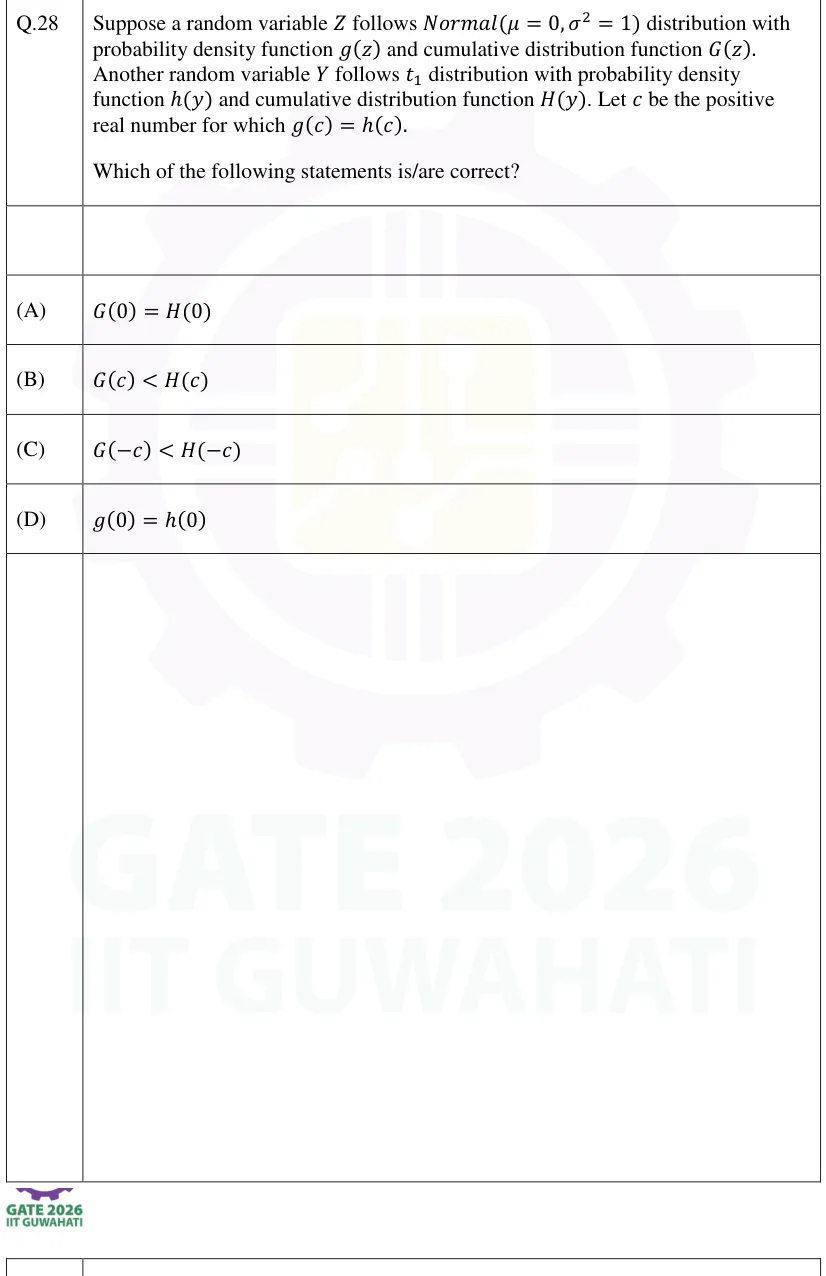 Q.28 Suppose a random variable Z follows Normal(μ = 0, σ² = 1) distribution with
probability density function g(z) and cumulative distribution function G(z).
Another random variable Y follows t₁ distribution with probability density
function h(y) and cumulative distribution function H(y). Let c be the positive
real number for which g(c) = h(c).
Which of the following statements is/are correct?
(A) G(0) = H(0)
(B) G(c) < H(c)
(C) G(−c) < H(−c)
(D) g(0) = h(0)
GATE 2026
IIT GUWAHATI
GATE 2026
IIT GUWAHATI